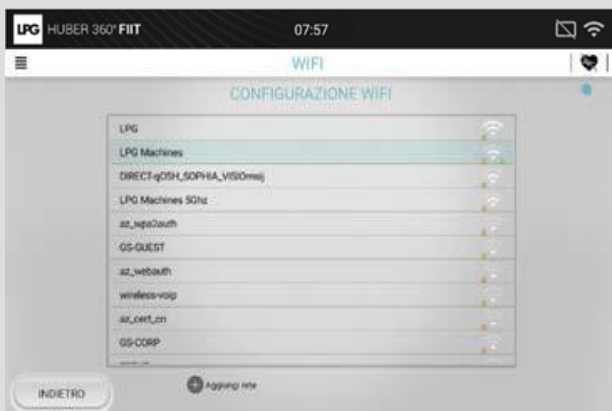 LPG HUBER 360° FIIT 07:57
WIFI
CONFIGURAZIONE WIFI
LPG
LPG Machines
LPG Machines 5Ghz
az_wpa2auth
GS-GUEST
az_webauth
wireless-voip
az_cert_cn
GS-CORP
INDIETRO
Aggiungi rete